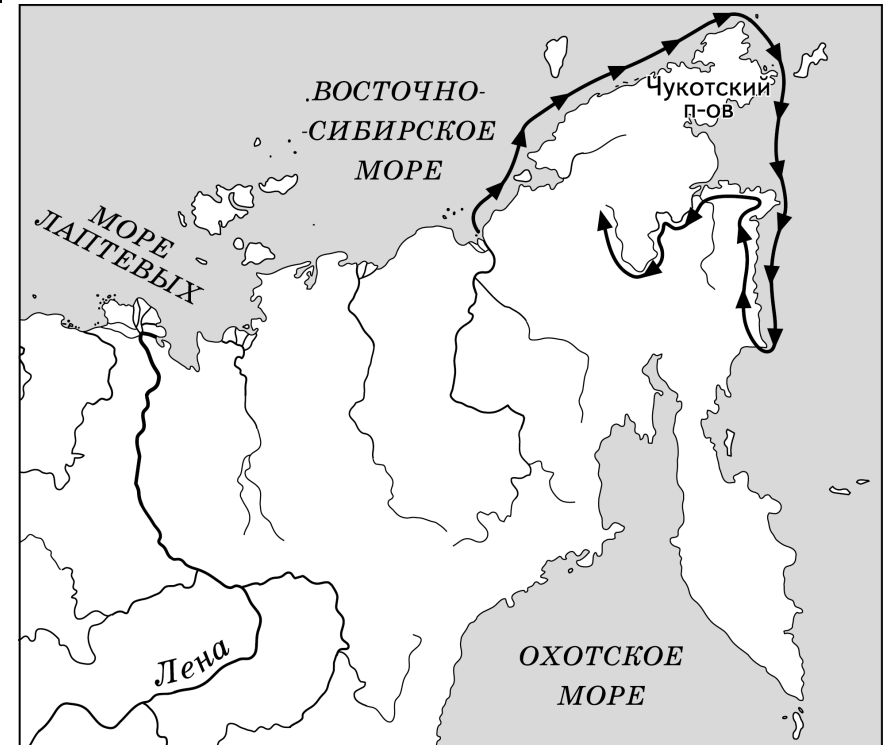 ВОСТОЧНО-
-СИБИРСКОЕ
МОРЕ
Чукотский
п-ов
МОРЕ
ЛАПТЕВЫХ
Лена
ОХОТСКОЕ
МОРЕ